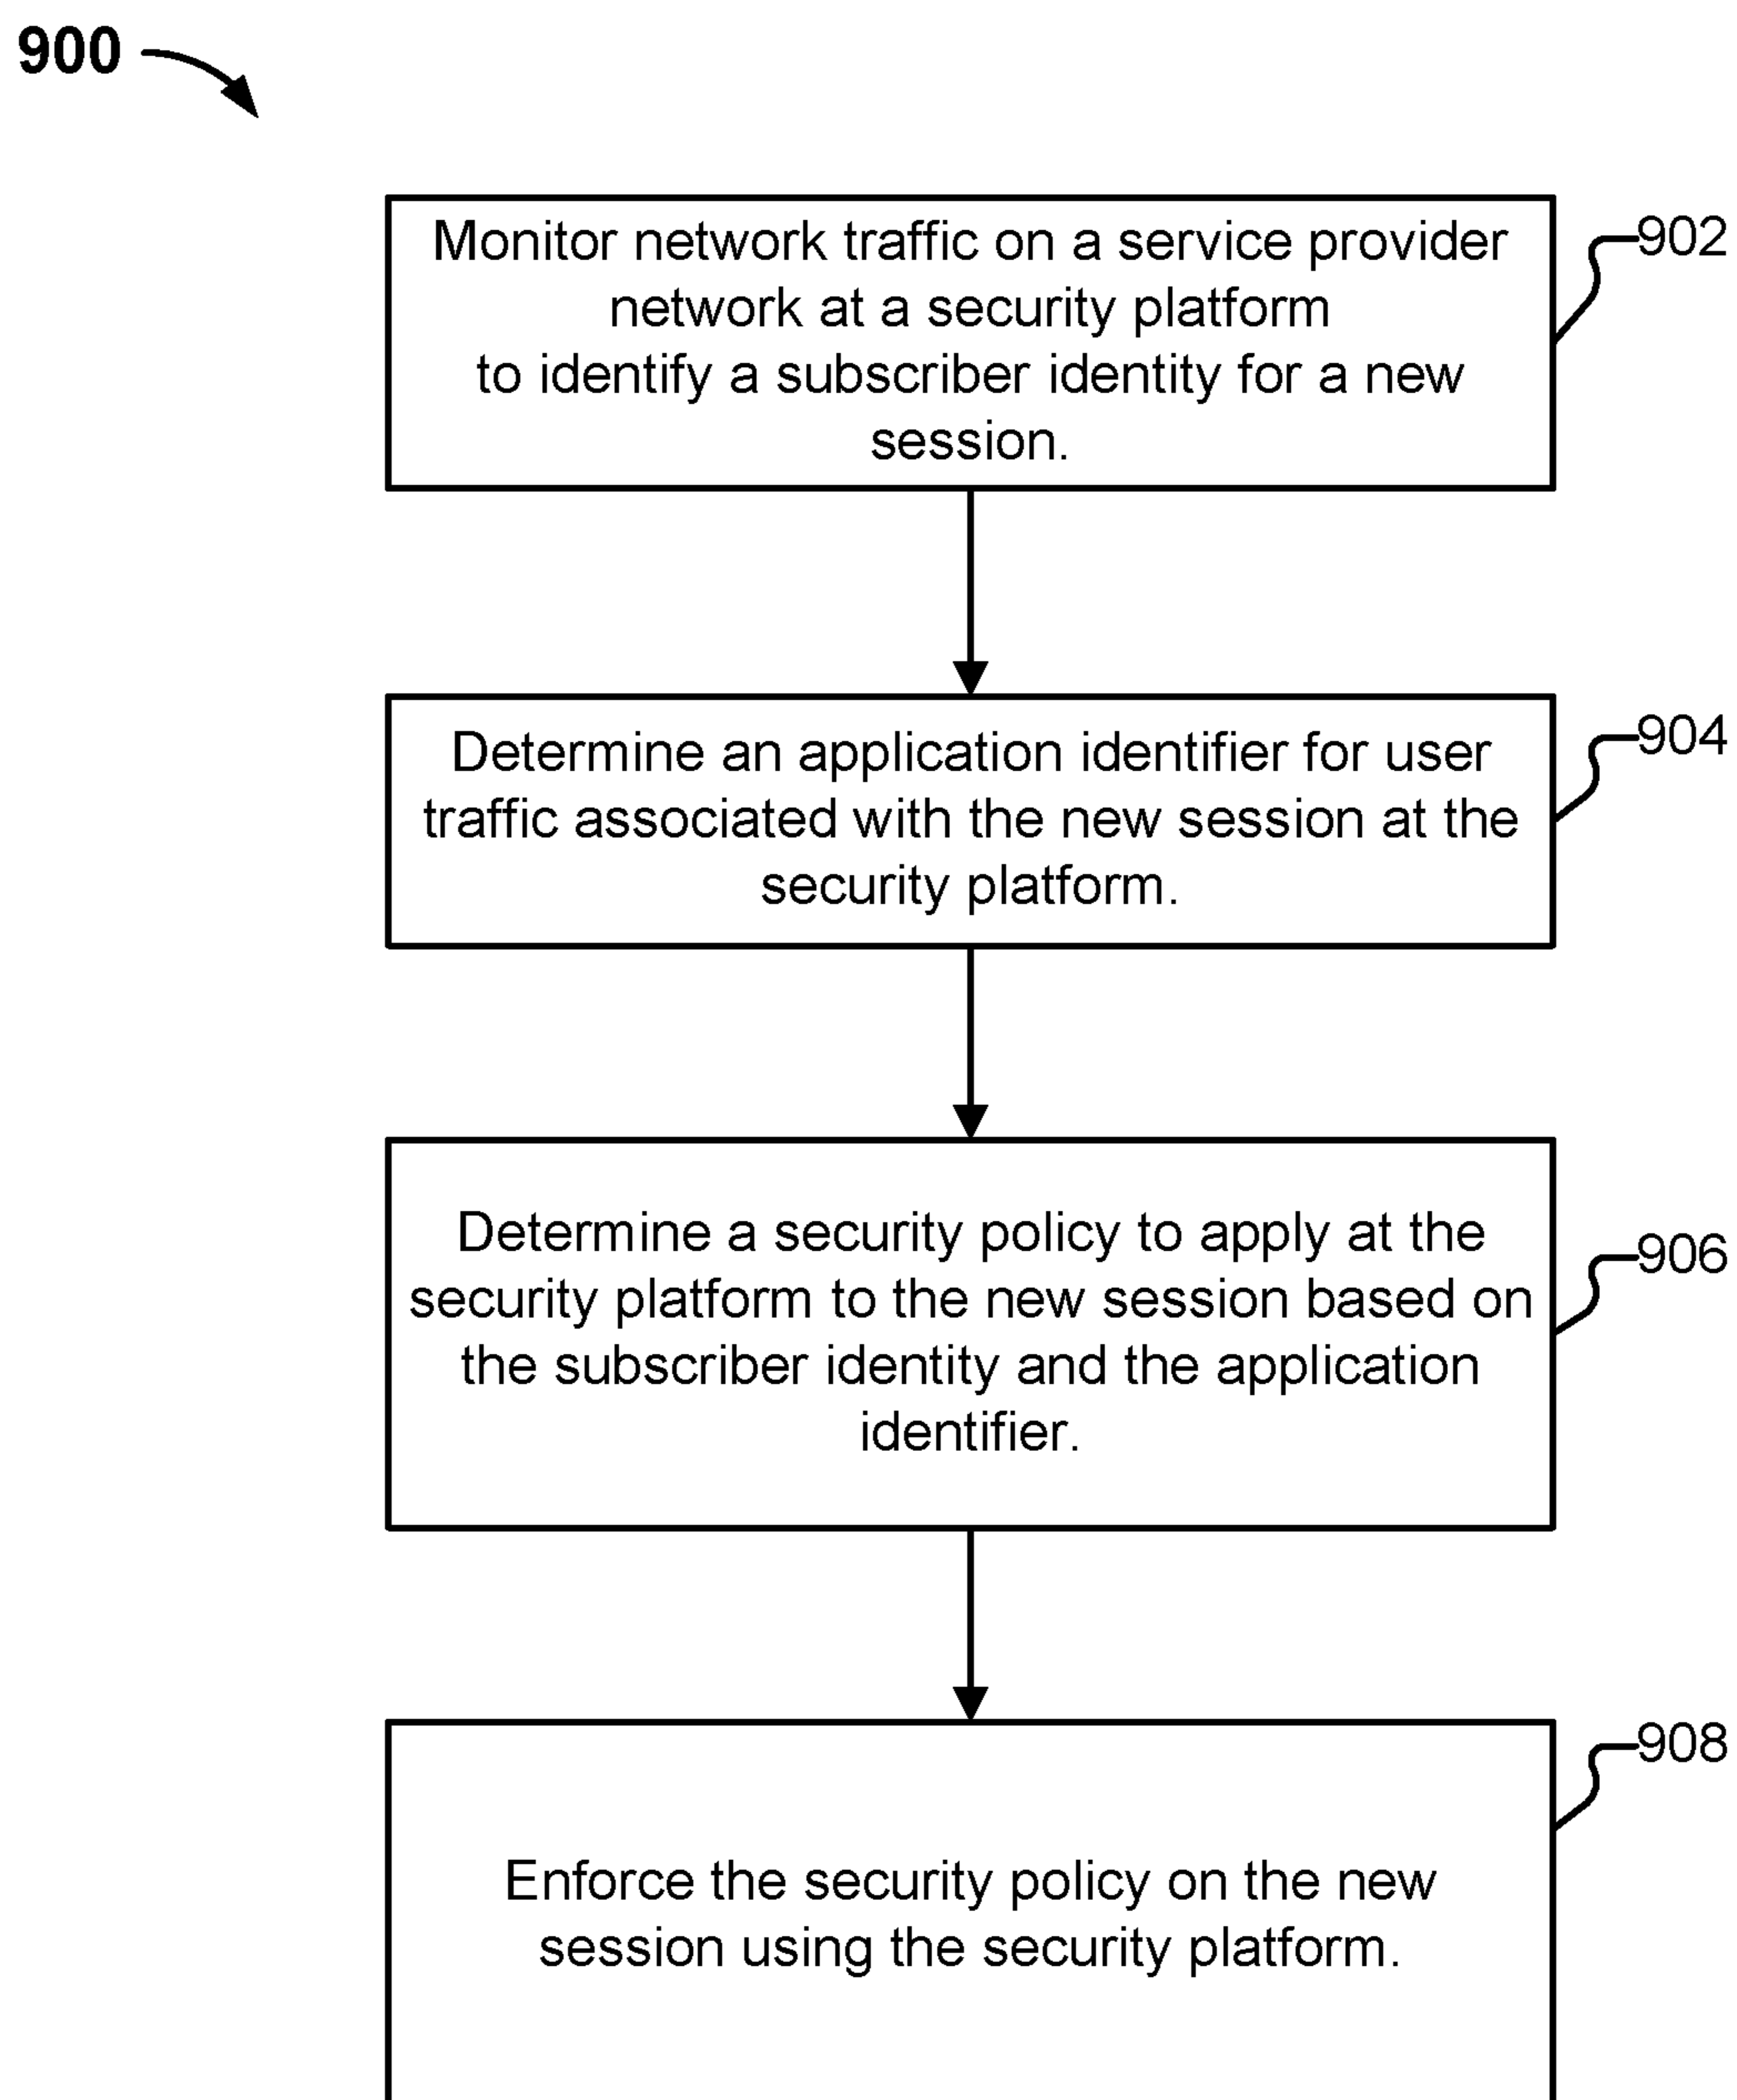 900
Monitor network traffic on a service provider
network at a security platform
to identify a subscriber identity for a new
session.
902
Determine an application identifier for user
traffic associated with the new session at the
security platform.
904
Determine a security policy to apply at the
security platform to the new session based on
the subscriber identity and the application
identifier.
906
Enforce the security policy on the new
session using the security platform.
908